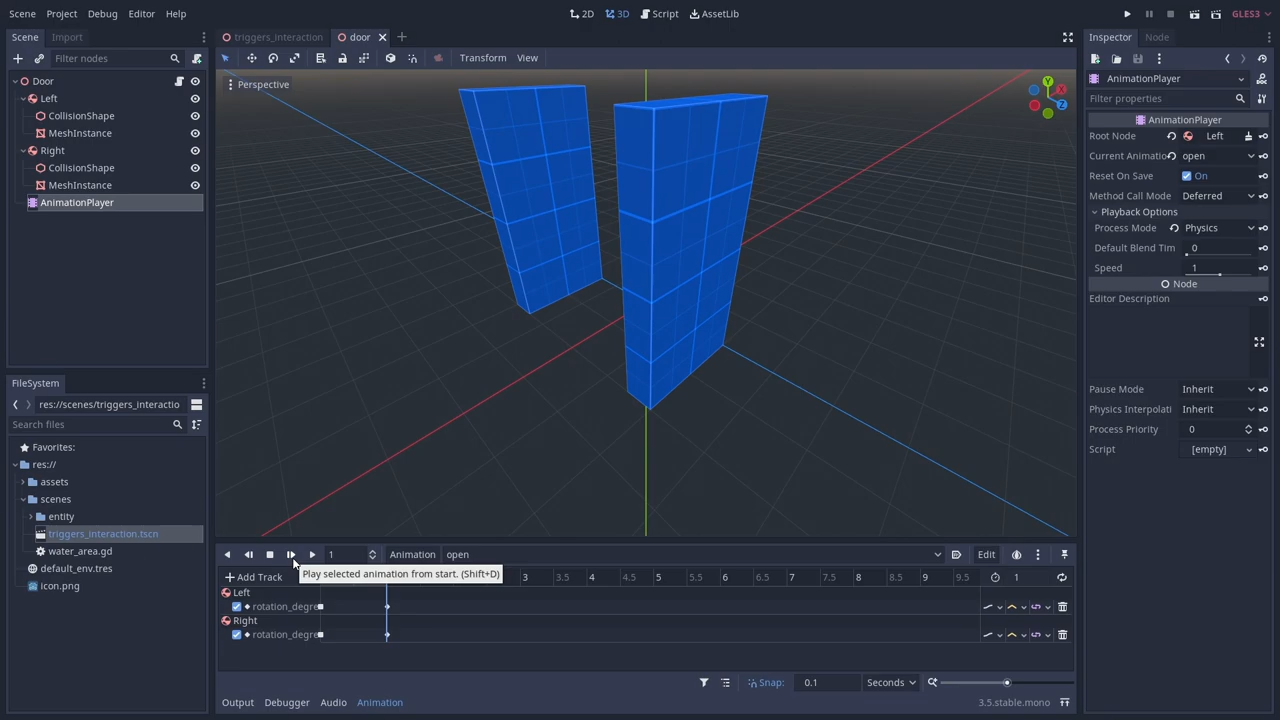 Scene Project Debug Editor Help
2D 3D Script AssetLib
GLES3
Scene Import
triggers_interaction door
Inspector Node
Filter nodes
Transform View
Perspective
Door
Left
CollisionShape
MeshInstance
Right
CollisionShape
MeshInstance
AnimationPlayer
Y
X
Z
AnimationPlayer
Filter properties
AnimationPlayer
Root Node Left
Current Animatio open
Reset On Save On
Method Call Mode Deferred
Playback Options
Process Mode Physics
Default Blend Tim 0
Speed 1
Node
Editor Description
Pause Mode Inherit
Physics Interpolati Inherit
Process Priority 0
Script [empty]
FileSystem
res://scenes/triggers_interactio
Search files
Favorites:
res://
assets
scenes
entity
triggers_interaction.tscn
water_area.gd
default_env.tres
icon.png
1 Animation open Edit
Play selected animation from start. (Shift+D)
Add Track 3 3.5 4 4.5 5 5.5 6 6.5 7 7.5 8 8.5 9 9.5 1
Left
rotation_degre
Right
rotation_degre
Snap: 0.1 Seconds
Output Debugger Audio Animation
3.5.stable.mono